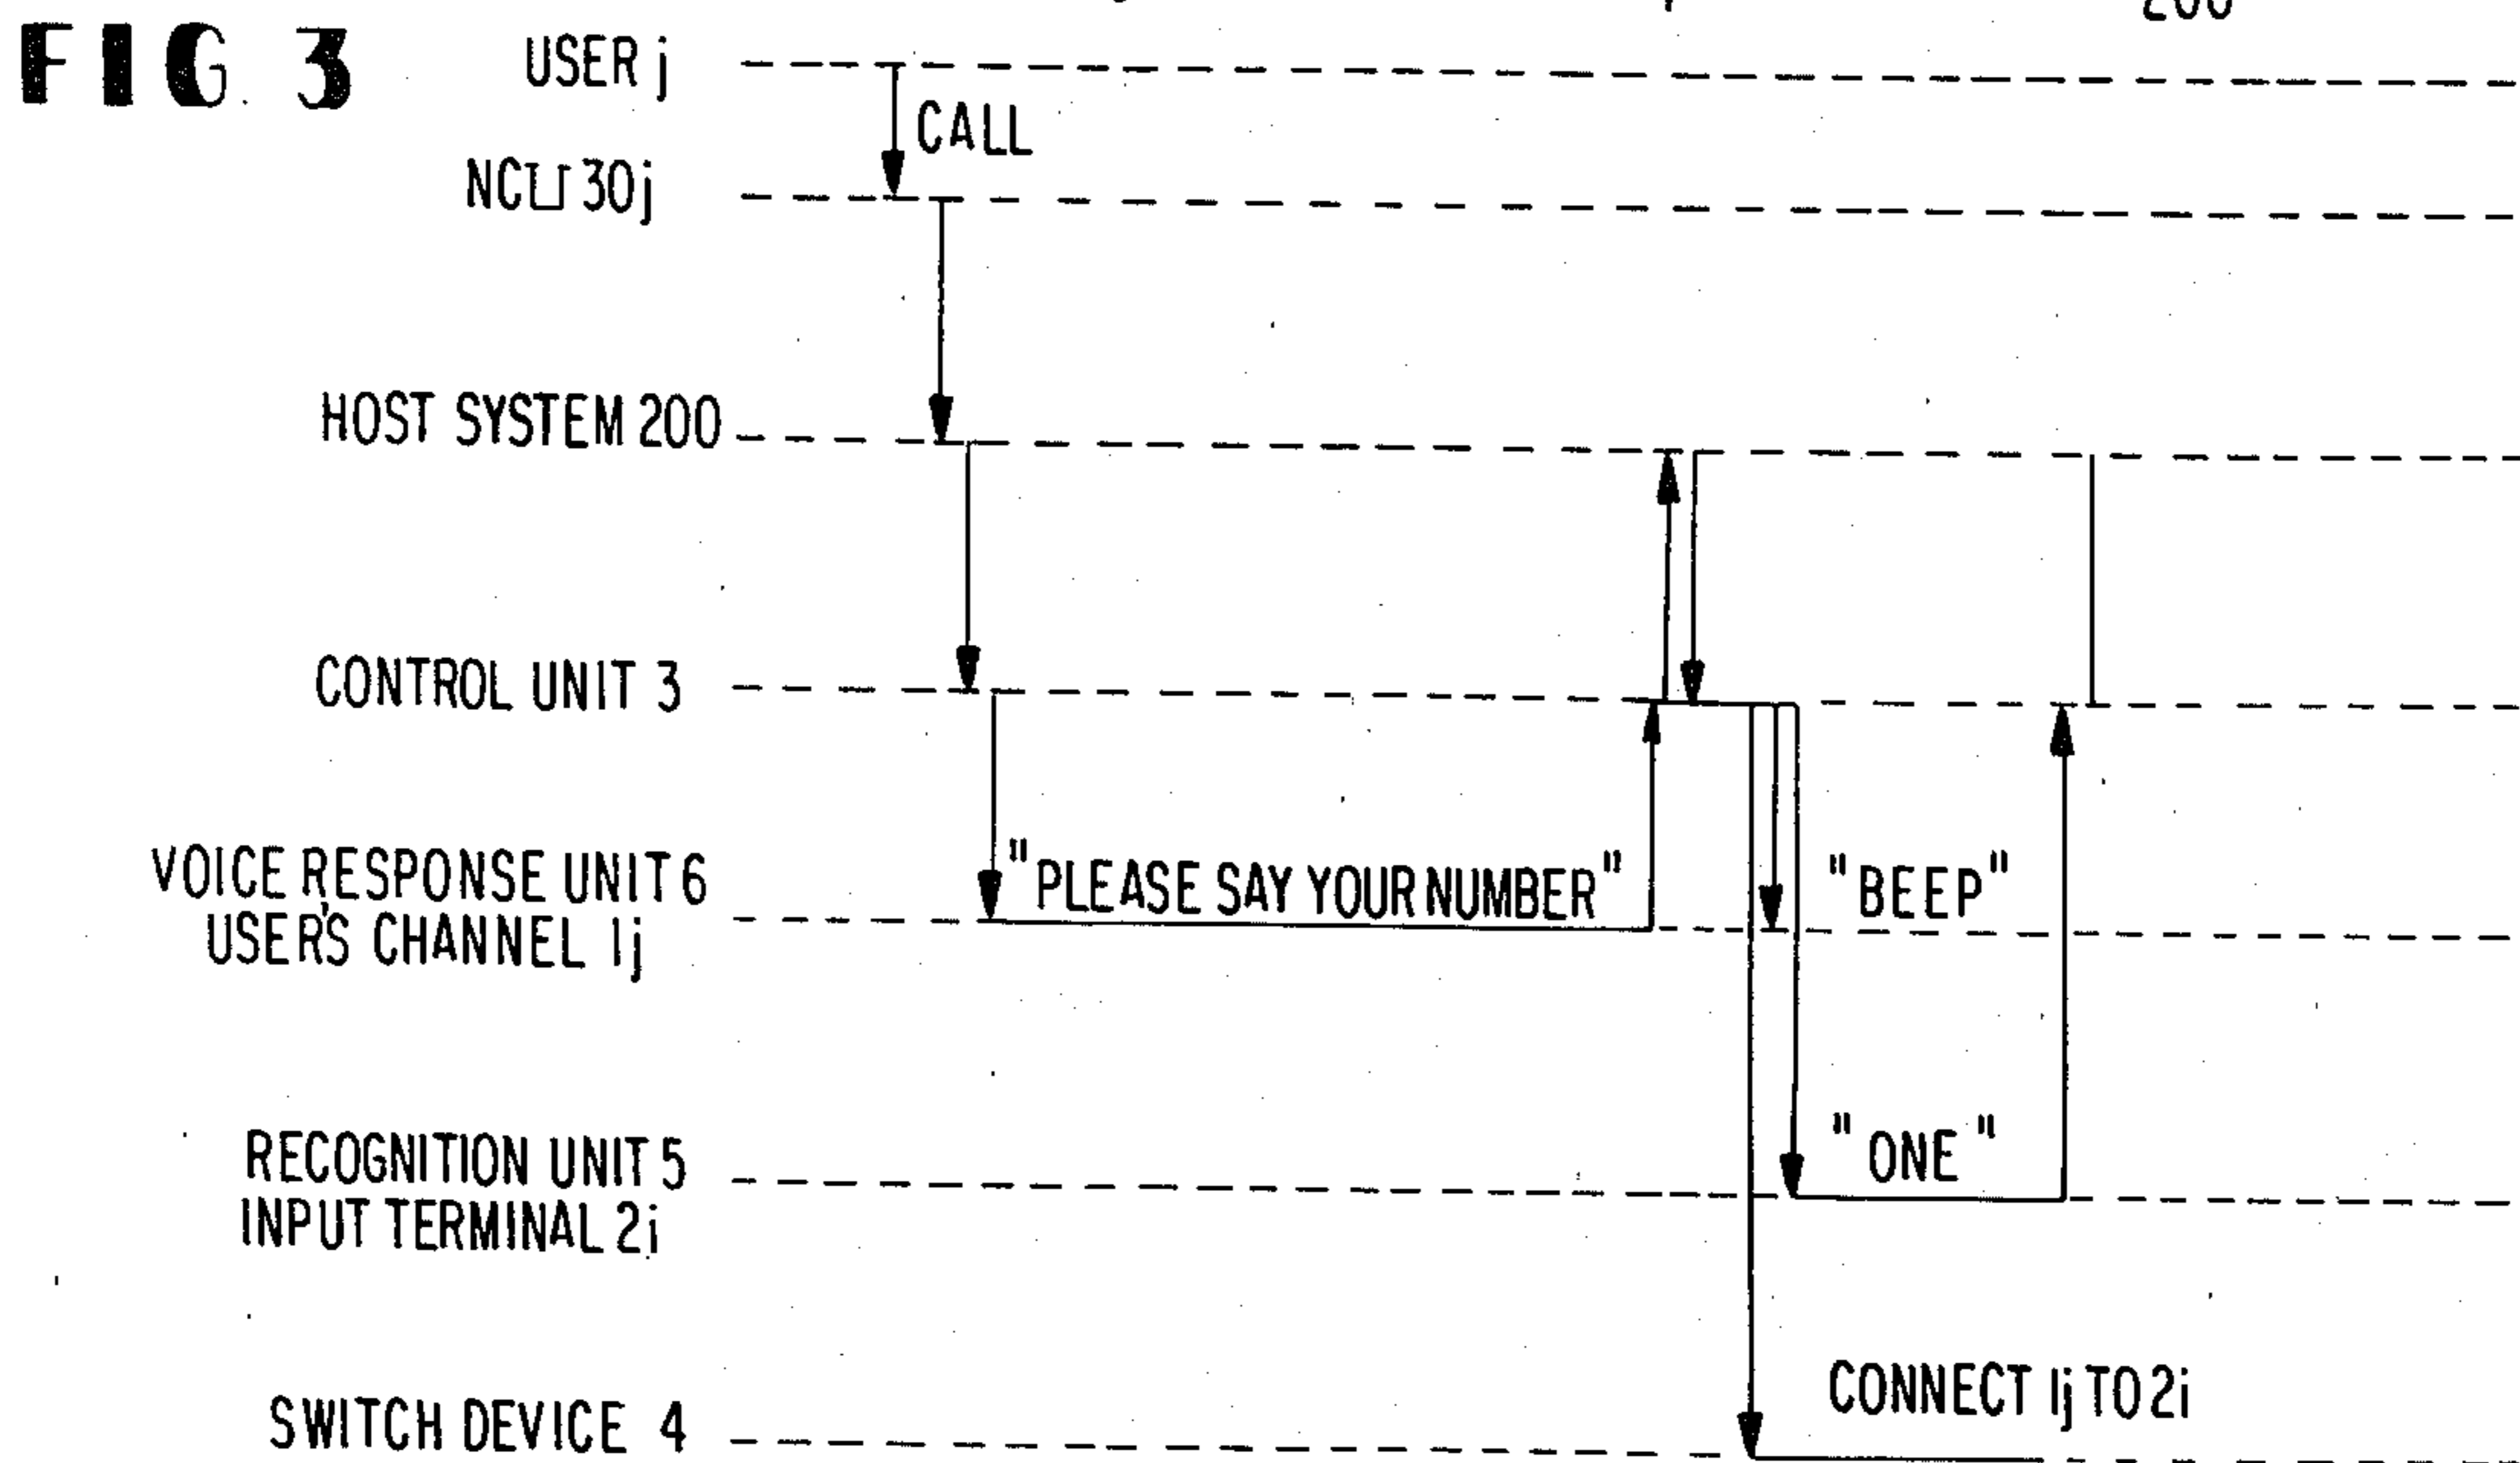 200
FIG. 3
USER j
CALL
NCU 30j
HOST SYSTEM 200
CONTROL UNIT 3
VOICE RESPONSE UNIT 6
USER'S CHANNEL 1j
"PLEASE SAY YOUR NUMBER"
"BEEP"
RECOGNITION UNIT 5
INPUT TERMINAL 2i
"ONE"
CONNECT 1j TO 2i
SWITCH DEVICE 4